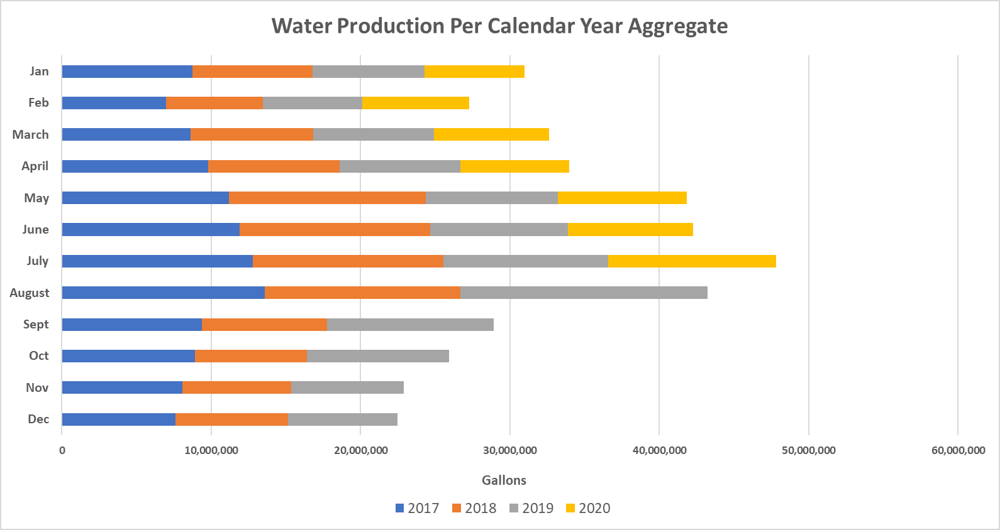 Water Production Per Calendar Year Aggregate
Jan
Feb
March
April
May
June
July
August
Sept
Oct
Nov
Dec
0 10,000,000 20,000,000 30,000,000 40,000,000 50,000,000 60,000,000
Gallons
2017 2018 2019 2020